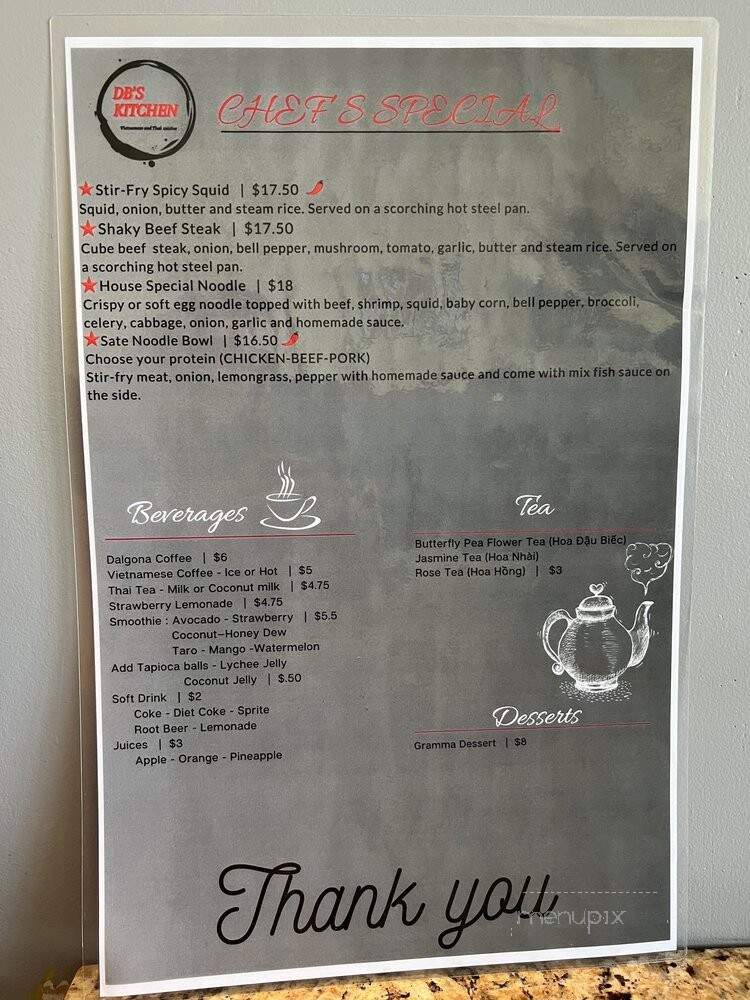 DB'S
KITCHEN
Vietnamese and Thai cuisine
CHEF'S SPECIAL
Stir-Fry Spicy Squid | $17.50
Squid, onion, butter and steam rice. Served on a scorching hot steel pan.
Shaky Beef Steak | $17.50
Cube beef steak, onion, bell pepper, mushroom, tomato, garlic, butter and steam rice. Served on
a scorching hot steel pan.
House Special Noodle | $18
Crispy or soft egg noodle topped with beef, shrimp, squid, baby corn, bell pepper, broccoli,
celery, cabbage, onion, garlic and homemade sauce.
Sate Noodle Bowl | $16.50
Choose your protein (CHICKEN-BEEF-PORK)
Stir-fry meat, onion, lemongrass, pepper with homemade sauce and come with mix fish sauce on
the side.
Beverages
Dalgona Coffee | $6
Vietnamese Coffee - Ice or Hot | $5
Thai Tea - Milk or Coconut milk | $4.75
Strawberry Lemonade | $4.75
Smoothie : Avocado - Strawberry | $5.5
Coconut-Honey Dew
Taro - Mango -Watermelon
Add Tapioca balls - Lychee Jelly
Coconut Jelly | $.50
Soft Drink | $2
Coke - Diet Coke - Sprite
Root Beer - Lemonade
Juices | $3
Apple - Orange - Pineapple
Tea
Butterfly Pea Flower Tea (Hoa Đậu Biếc)
Jasmine Tea (Hoa Nhài)
Rose Tea (Hoa Hồng) | $3
Desserts
Gramma Dessert | $8
Thank you
menupix